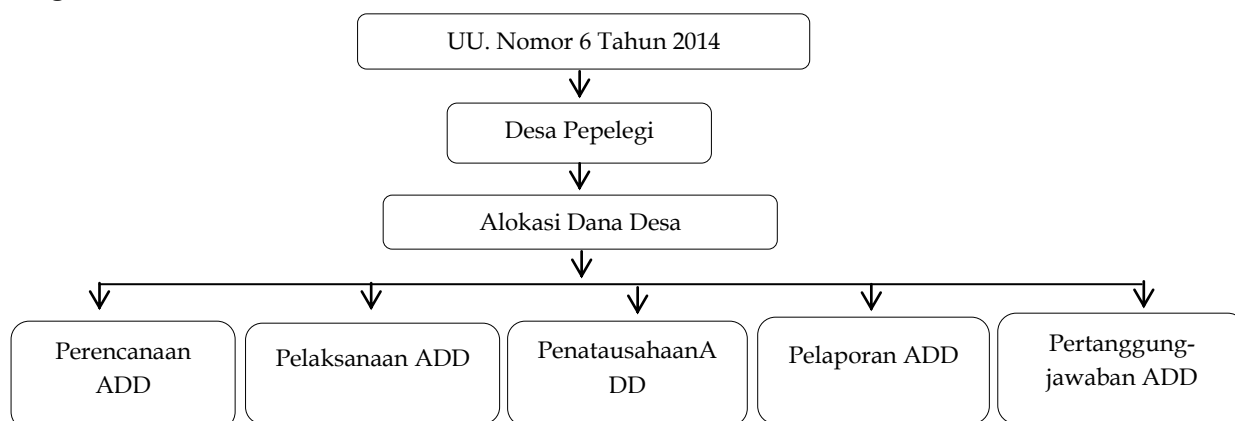 UU. Nomor 6 Tahun 2014
Desa Pepelegi
Alokasi Dana Desa
Perencanaan
ADD
Pelaksanaan ADD
PenatausahaanA
DD
Pelaporan ADD
Pertanggung-
jawaban ADD